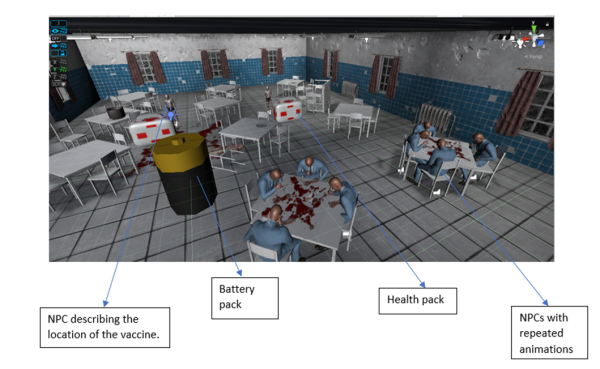 NPC describing the
location of the vaccine.
Battery
pack
Health pack
NPCs with
repeated
animations